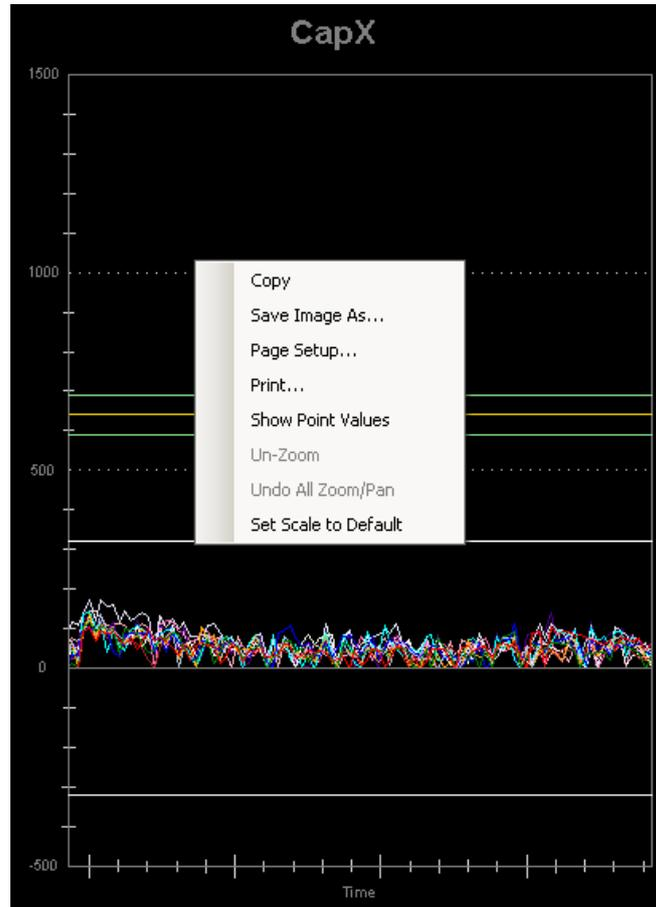 CapX
1500
1000
Copy
Save Image As...
Page Setup...
Print...
Show Point Values
Un-Zoom
500
Undo All Zoom/Pan
Set Scale to Default
0
-500
Time